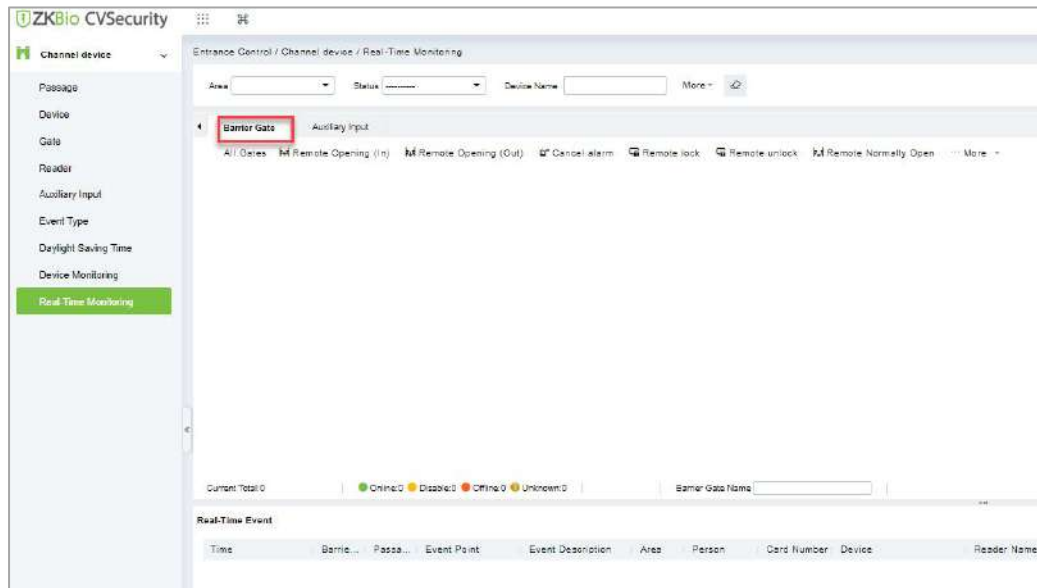 ZKBio CVSecurity
Channel device
Entrance Control / Channel device / Real-Time Monitoring
Passage
Device
Gate
Reader
Auxiliary Input
Event Type
Daylight Saving Time
Device Monitoring
Real-Time Monitoring
Area
Status ---------
Device Name
More
Barrier Gate
Auxiliary Input
All Gates
Remote Opening (In)
Remote Opening (Out)
Cancel alarm
Remote lock
Remote unlock
Remote Normally Open
More
Current Total:0
Online:0
Disable:0
Offline:0
Unknown:0
Barrier Gate Name
Real-Time Event
Time
Barrie...
Passa...
Event Point
Event Description
Area
Person
Card Number
Device
Reader Name